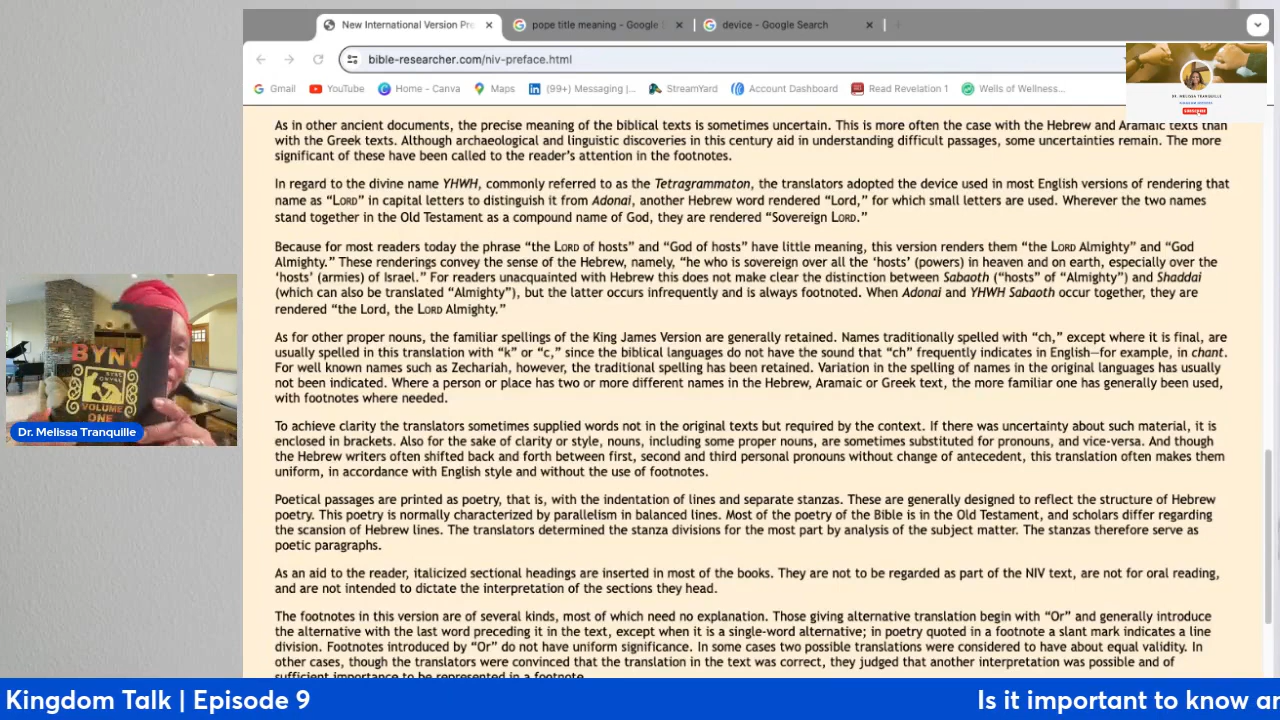 New International Version Pre
pope title meaning - Google
device - Google Search
bible-researcher.com/niv-preface.html
Gmail
YouTube
Home - Canva
Maps
(99+) Messaging |...
StreamYard
Account Dashboard
Read Revelation 1
Wells of Wellness...
DR. MELISSA TRANQUILLE
SUBSCRIBE
As in other ancient documents, the precise meaning of the biblical texts is sometimes uncertain. This is more often the case with the Hebrew and Aramaic texts than
with the Greek texts. Although archaeological and linguistic discoveries in this century aid in understanding difficult passages, some uncertainties remain. The more
significant of these have been called to the reader's attention in the footnotes.
In regard to the divine name YHWH, commonly referred to as the Tetragrammaton, the translators adopted the device used in most English versions of rendering that
name as “LORD” in capital letters to distinguish it from Adonai, another Hebrew word rendered “Lord,” for which small letters are used. Wherever the two names
stand together in the Old Testament as a compound name of God, they are rendered “Sovereign LORD.”
Because for most readers today the phrase “the LORD of hosts” and “God of hosts” have little meaning, this version renders them “the LORD Almighty” and “God
Almighty.” These renderings convey the sense of the Hebrew, namely, “he who is sovereign over all the ‘hosts’ (powers) in heaven and on earth, especially over the
‘hosts’ (armies) of Israel.” For readers unacquainted with Hebrew this does not make clear the distinction between Sabaoth (“hosts” of “Almighty”) and Shaddai
(which can also be translated “Almighty”), but the latter occurs infrequently and is always footnoted. When Adonai and YHWH Sabaoth occur together, they are
rendered “the Lord, the LORD Almighty.”
As for other proper nouns, the familiar spellings of the King James Version are generally retained. Names traditionally spelled with “ch,” except where it is final, are
usually spelled in this translation with “k” or “c,” since the biblical languages do not have the sound that “ch” frequently indicates in English—for example, in chant.
For well known names such as Zechariah, however, the traditional spelling has been retained. Variation in the spelling of names in the original languages has usually
not been indicated. Where a person or place has two or more different names in the Hebrew, Aramaic or Greek text, the more familiar one has generally been used,
with footnotes where needed.
To achieve clarity the translators sometimes supplied words not in the original texts but required by the context. If there was uncertainty about such material, it is
enclosed in brackets. Also for the sake of clarity or style, nouns, including some proper nouns, are sometimes substituted for pronouns, and vice-versa. And though
the Hebrew writers often shifted back and forth between first, second and third personal pronouns without change of antecedent, this translation often makes them
uniform, in accordance with English style and without the use of footnotes.
Poetical passages are printed as poetry, that is, with the indentation of lines and separate stanzas. These are generally designed to reflect the structure of Hebrew
poetry. This poetry is normally characterized by parallelism in balanced lines. Most of the poetry of the Bible is in the Old Testament, and scholars differ regarding
the scansion of Hebrew lines. The translators determined the stanza divisions for the most part by analysis of the subject matter. The stanzas therefore serve as
poetic paragraphs.
As an aid to the reader, italicized sectional headings are inserted in most of the books. They are not to be regarded as part of the NIV text, are not for oral reading,
and are not intended to dictate the interpretation of the sections they head.
The footnotes in this version are of several kinds, most of which need no explanation. Those giving alternative translation begin with “Or” and generally introduce
the alternative with the last word preceding it in the text, except when it is a single-word alternative; in poetry quoted in a footnote a slant mark indicates a line
division. Footnotes introduced by “Or” do not have uniform significance. In some cases two possible translations were considered to have about equal validity. In
other cases, though the translators were convinced that the translation in the text was correct, they judged that another interpretation was possible and of
sufficient importance to be represented in a footnote.
BYNV
VOLUME
ONE
Dr. Melissa Tranquille
Kingdom Talk | Episode 9
Is it important to know an